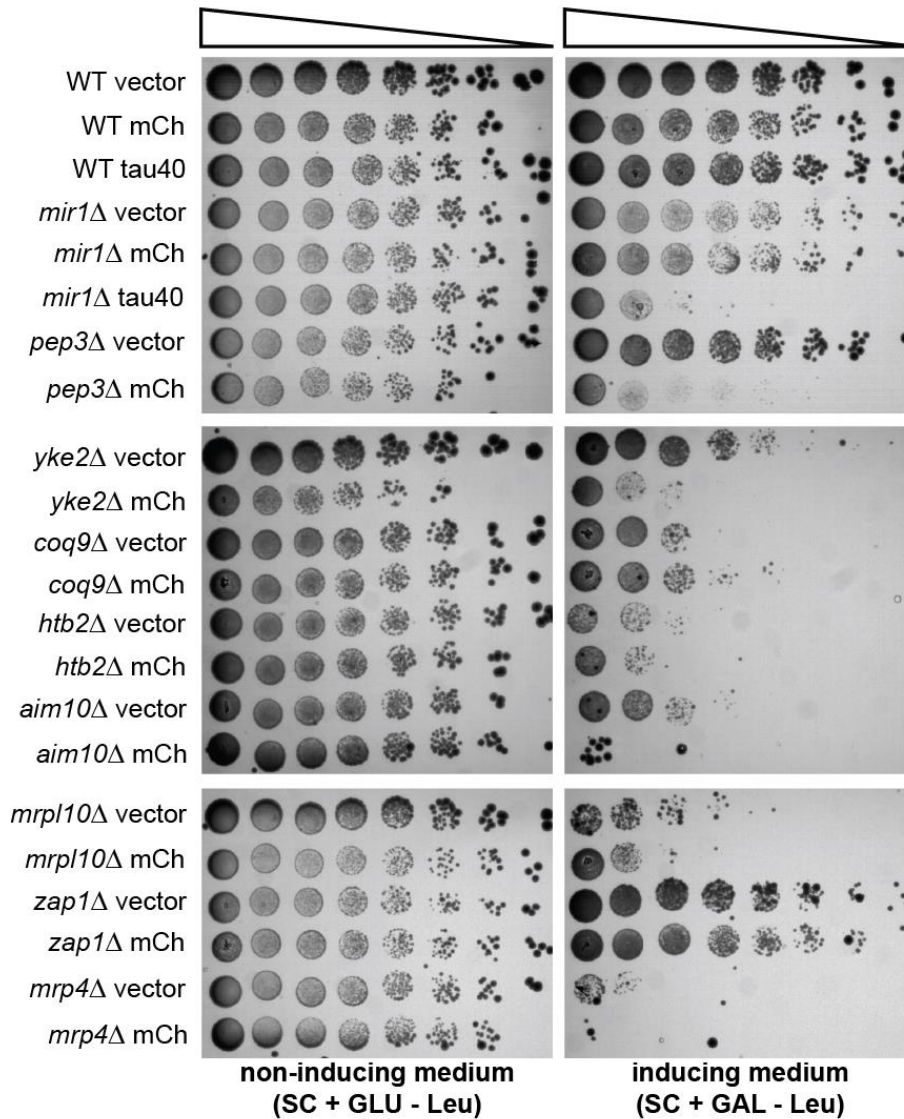 WT vector
WT mCh
WT tau40
mir1Δ vector
mir1Δ mCh
mir1Δ tau40
pep3Δ vector
pep3Δ mCh
yke2Δ vector
yke2Δ mCh
coq9Δ vector
coq9Δ mCh
htb2Δ vector
htb2Δ mCh
aim10Δ vector
aim10Δ mCh
mrpl10Δ vector
mrpl10Δ mCh
zap1Δ vector
zap1Δ mCh
mrp4Δ vector
mrp4Δ mCh
non-inducing medium
(SC + GLU - Leu)
inducing medium
(SC + GAL - Leu)